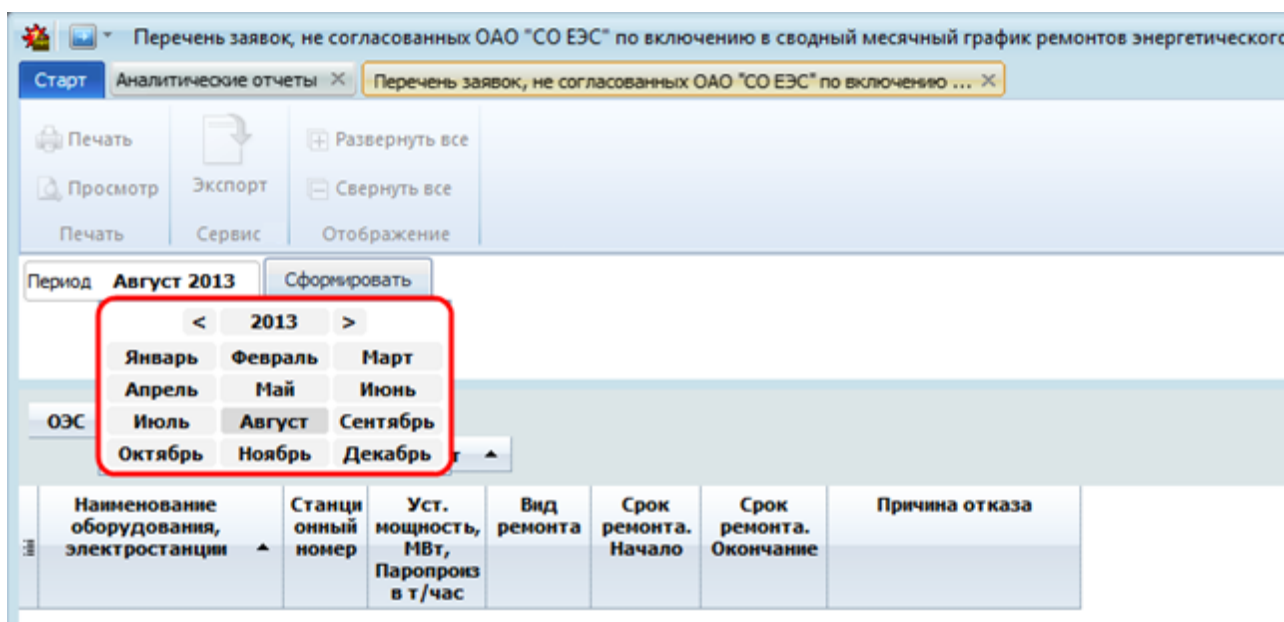 Перечень заявок, не согласованных ОАО "СО ЕЭС" по включению в сводный месячный график ремонтов энергетического
Старт Аналитические отчеты Перечень заявок, не согласованных ОАО "СО ЕЭС" по включению ...
Печать Развернуть все
Просмотр Экспорт Свернуть все
Печать Сервис Отображение
Период Август 2013 Сформировать
< 2013 >
Январь Февраль Март
Апрель Май Июнь
ОЭС Июль Август Сентябрь
Октябрь Ноябрь Декабрь
Наименование оборудования, электростанции
Станци
онный
номер
Уст.
мощность,
МВт,
Паропроиз
в т/час
Вид
ремонта
Срок
ремонта.
Начало
Срок
ремонта.
Окончание
Причина отказа